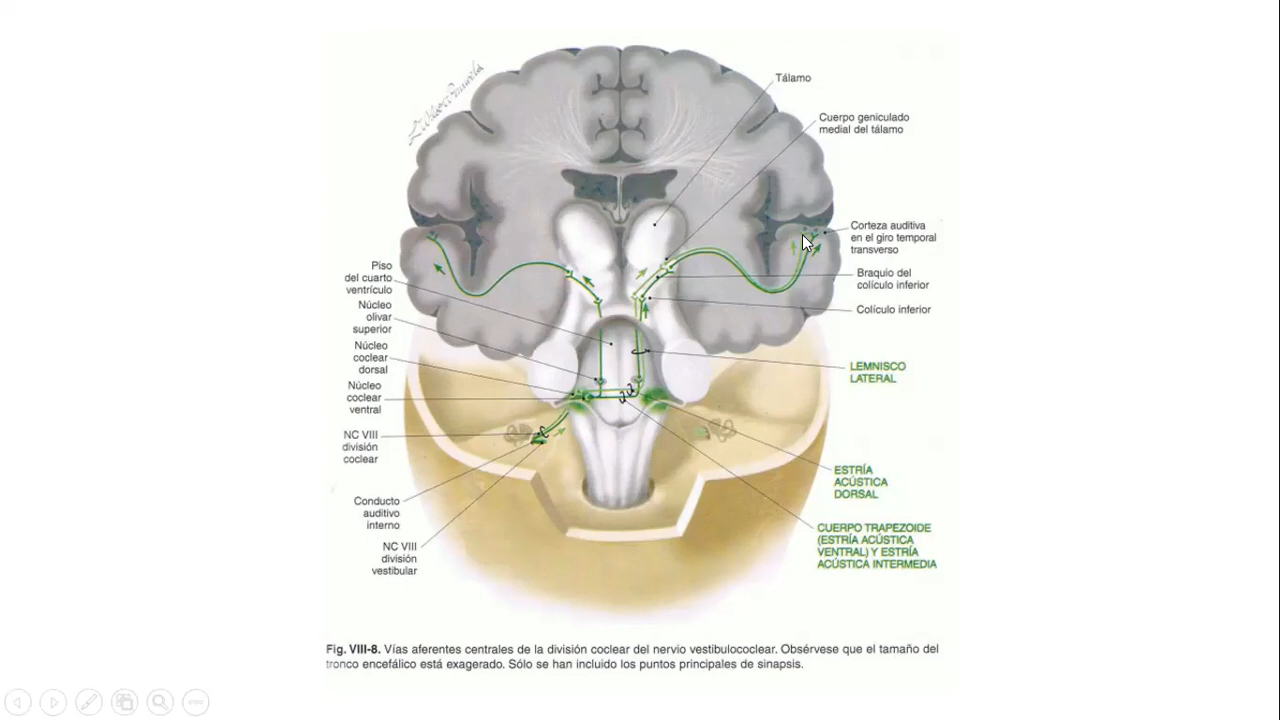 Tálamo
Cuerpo geniculado
medial del tálamo
Corteza auditiva
en el giro temporal
transverso
Braquio del
colículo inferior
Colículo inferior
LEMNISCO
LATERAL
ESTRÍA
ACÚSTICA
DORSAL
CUERPO TRAPEZOIDE
(ESTRÍA ACÚSTICA
VENTRAL) Y ESTRÍA
ACÚSTICA INTERMEDIA
Piso
del cuarto
ventrículo
Núcleo
olivar
superior
Núcleo
coclear
dorsal
Núcleo
coclear
ventral
NC VIII
división
coclear
Conducto
auditivo
interno
NC VIII
división
vestibular
Fig. VIII-8. Vías aferentes centrales de la división coclear del nervio vestibulococlear. Obsérvese que el tamaño del
tronco encefálico está exagerado. Sólo se han incluido los puntos principales de sinapsis.